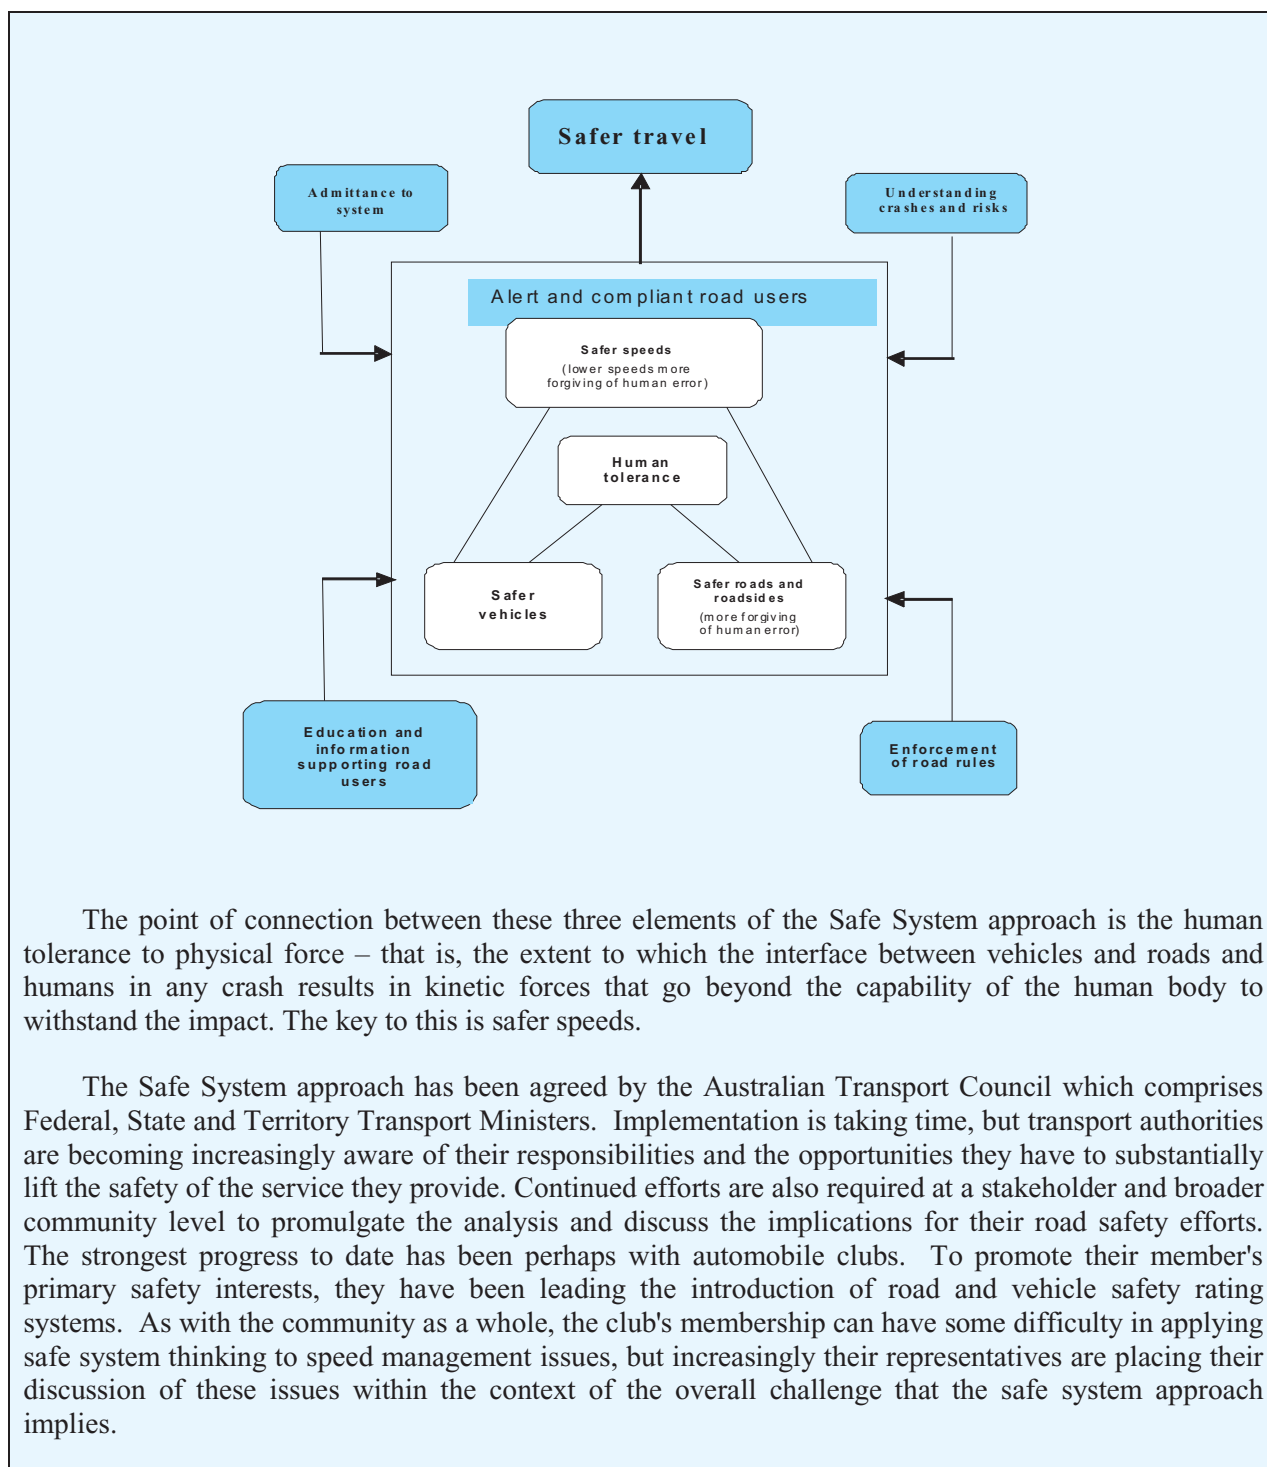 Safer travel
Admittance to
system
Understanding
crashes and risks
Alert and compliant road users
Safer speeds
(lower speeds more
forgiving of human error)
Human
tolerance
Safer
vehicles
Safer roads and
roadsides
(more forgiving
of human error)
Education and
information
supporting road
users
Enforcement
of road rules
The point of connection between these three elements of the Safe System approach is the human
tolerance to physical force – that is, the extent to which the interface between vehicles and roads and
humans in any crash results in kinetic forces that go beyond the capability of the human body to
withstand the impact. The key to this is safer speeds.
The Safe System approach has been agreed by the Australian Transport Council which comprises
Federal, State and Territory Transport Ministers.  Implementation is taking time, but transport authorities
are becoming increasingly aware of their responsibilities and the opportunities they have to substantially
lift the safety of the service they provide. Continued efforts are also required at a stakeholder and broader
community level to promulgate the analysis and discuss the implications for their road safety efforts.
The strongest progress to date has been perhaps with automobile clubs.  To promote their member's
primary safety interests, they have been leading the introduction of road and vehicle safety rating
systems.  As with the community as a whole, the club's membership can have some difficulty in applying
safe system thinking to speed management issues, but increasingly their representatives are placing their
discussion of these issues within the context of the overall challenge that the safe system approach
implies.